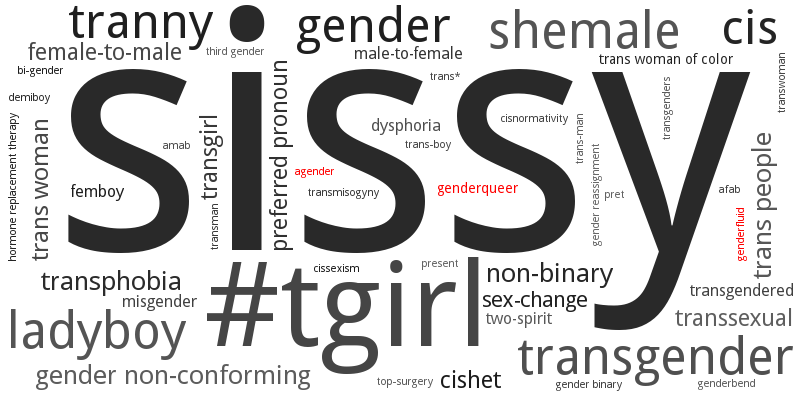 tranny
gender
shemale
cis
female-to-male
third gender
male-to-female
trans woman of color
bi-gender
trans*
sissy
demiboy
hormone replacement therapy
trans woman
amab
transgirl
preferred pronoun
dysphoria
trans-boy
cisnormativity
trans-man
transgenders
transwoman
femboy
transman
agender
transmisogyny
genderqueer
gender reassignment
pret
afab
genderfluid
trans people
transphobia
misgender
#tgirl
cissexism
present
non-binary
sex-change
two-spirit
transgendered
transsexual
ladyboy
transgender
gender non-conforming
top-surgery
cishet
gender binary
genderbend